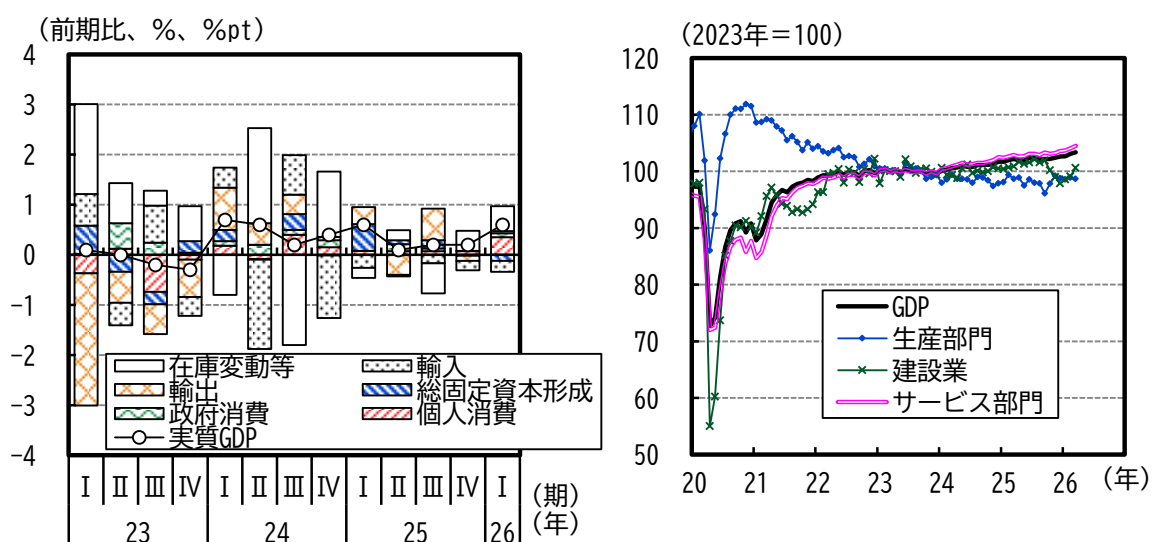 (前期比、%、%pt)
4
3
2
1
0
-1
-2
-3
-4
在庫変動等
輸入
輸出
総固定資本形成
政府消費
個人消費
実質GDP
Ⅰ Ⅱ Ⅲ Ⅳ Ⅰ Ⅱ Ⅲ Ⅳ Ⅰ Ⅱ Ⅲ Ⅳ Ⅰ (期)
23 24 25 26 (年)
(2023年=100)
120
110
100
90
80
70
60
50
GDP
生産部門
建設業
サービス部門
20 21 22 23 24 25 26 (年)